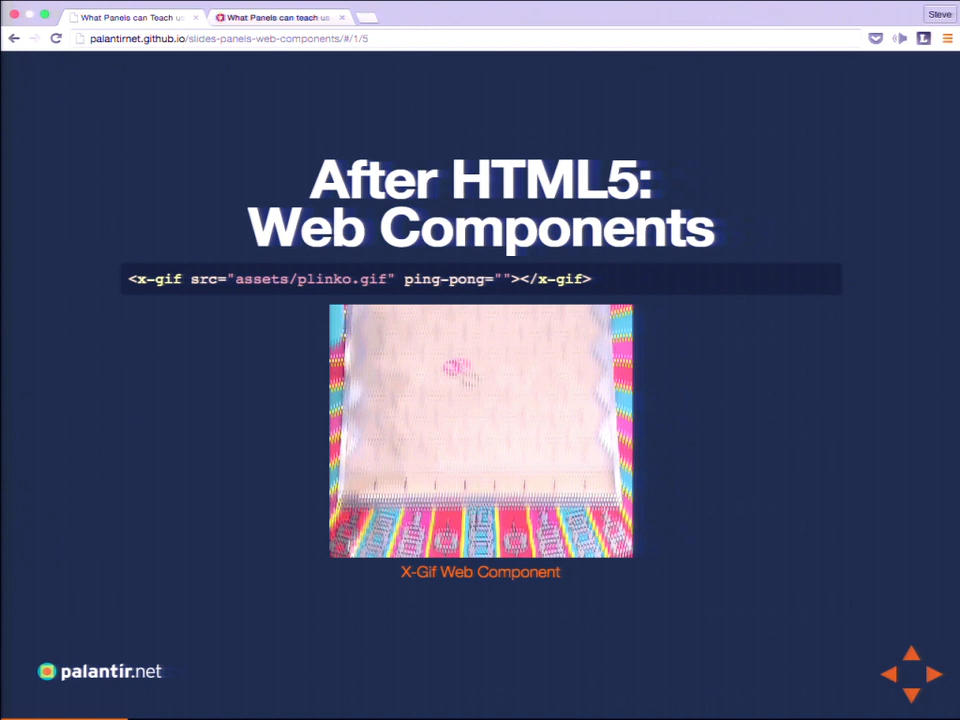 What Panels can Teach us
What Panels can teach us
Steve
palantirnet.github.io/slides-panels-web-components/#/1/5
L
After HTML5:
Web Components
<x-gif src="assets/plinko.gif" ping-pong=""></x-gif>
X-Gif Web Component
palantir.net